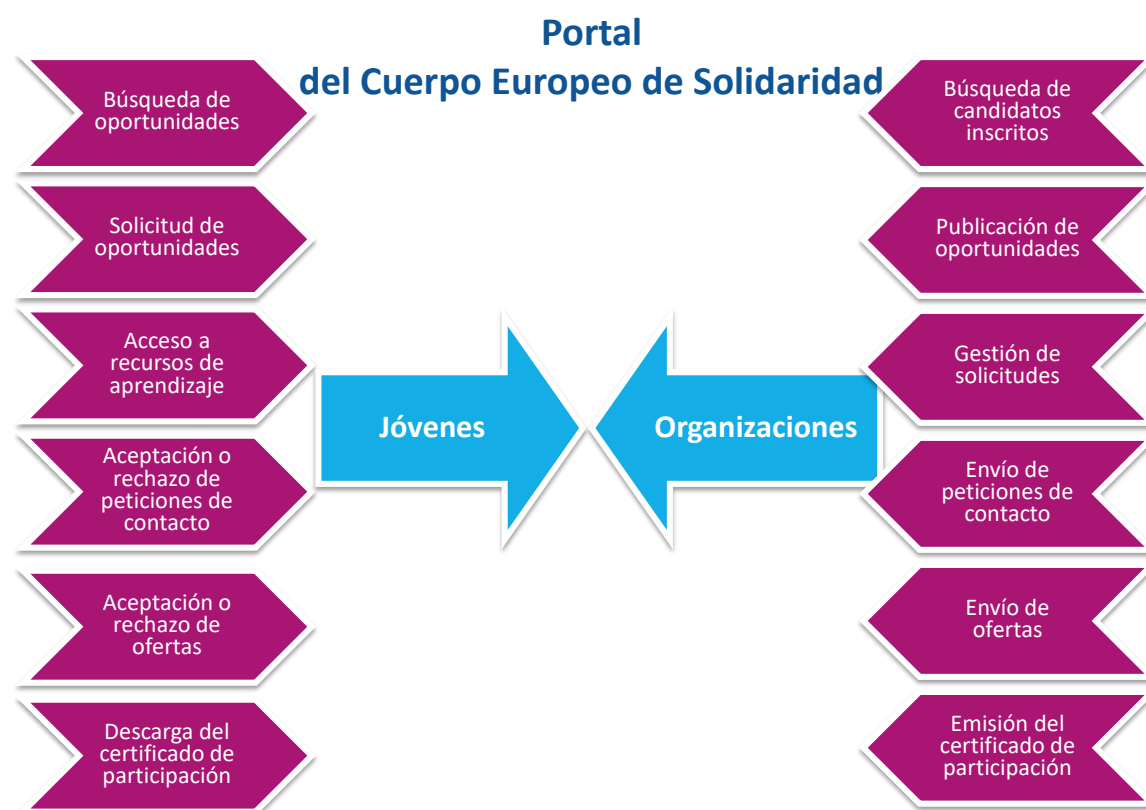 Portal
del Cuerpo Europeo de Solidaridad
Búsqueda de
oportunidades
Solicitud de
oportunidades
Acceso a
recursos de
aprendizaje
Aceptación o
rechazo de
peticiones de
contacto
Aceptación o
rechazo de
ofertas
Descarga del
certificado de
participación
Jóvenes
Organizaciones
Búsqueda de
candidatos
inscritos
Publicación de
oportunidades
Gestión de
solicitudes
Envío de
peticiones de
contacto
Envío de
ofertas
Emisión del
certificado de
participación